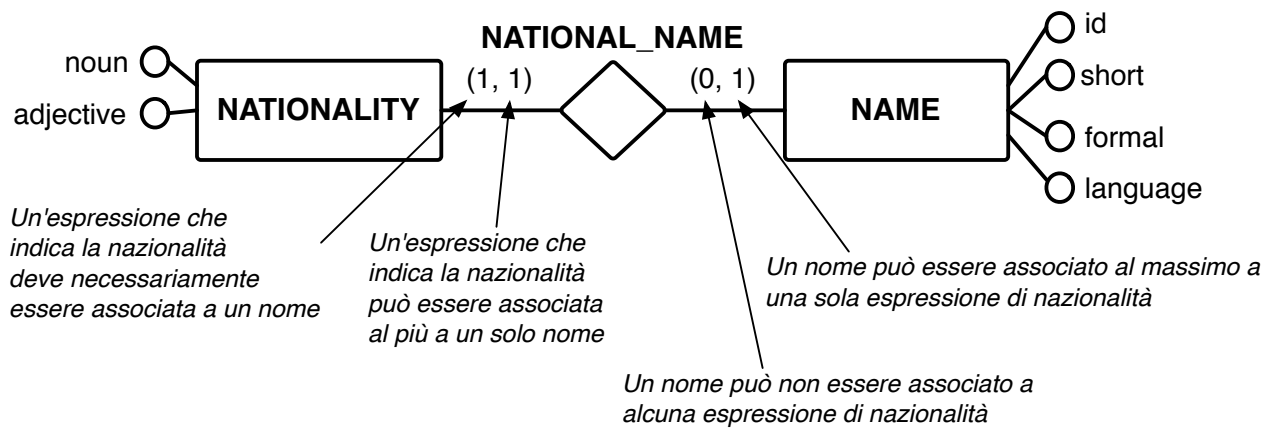 NATIONAL_NAME
id
noun
(1, 1)
(0, 1)
short
adjective
NATIONALITY
NAME
formal
language
Un'espressione che
indica la nazionalità
deve necessariamente
essere associata a un nome
Un'espressione che
indica la nazionalità
può essere associata
al più a un solo nome
Un nome può essere associato al massimo a
una sola espressione di nazionalità
Un nome può non essere associato a
alcuna espressione di nazionalità